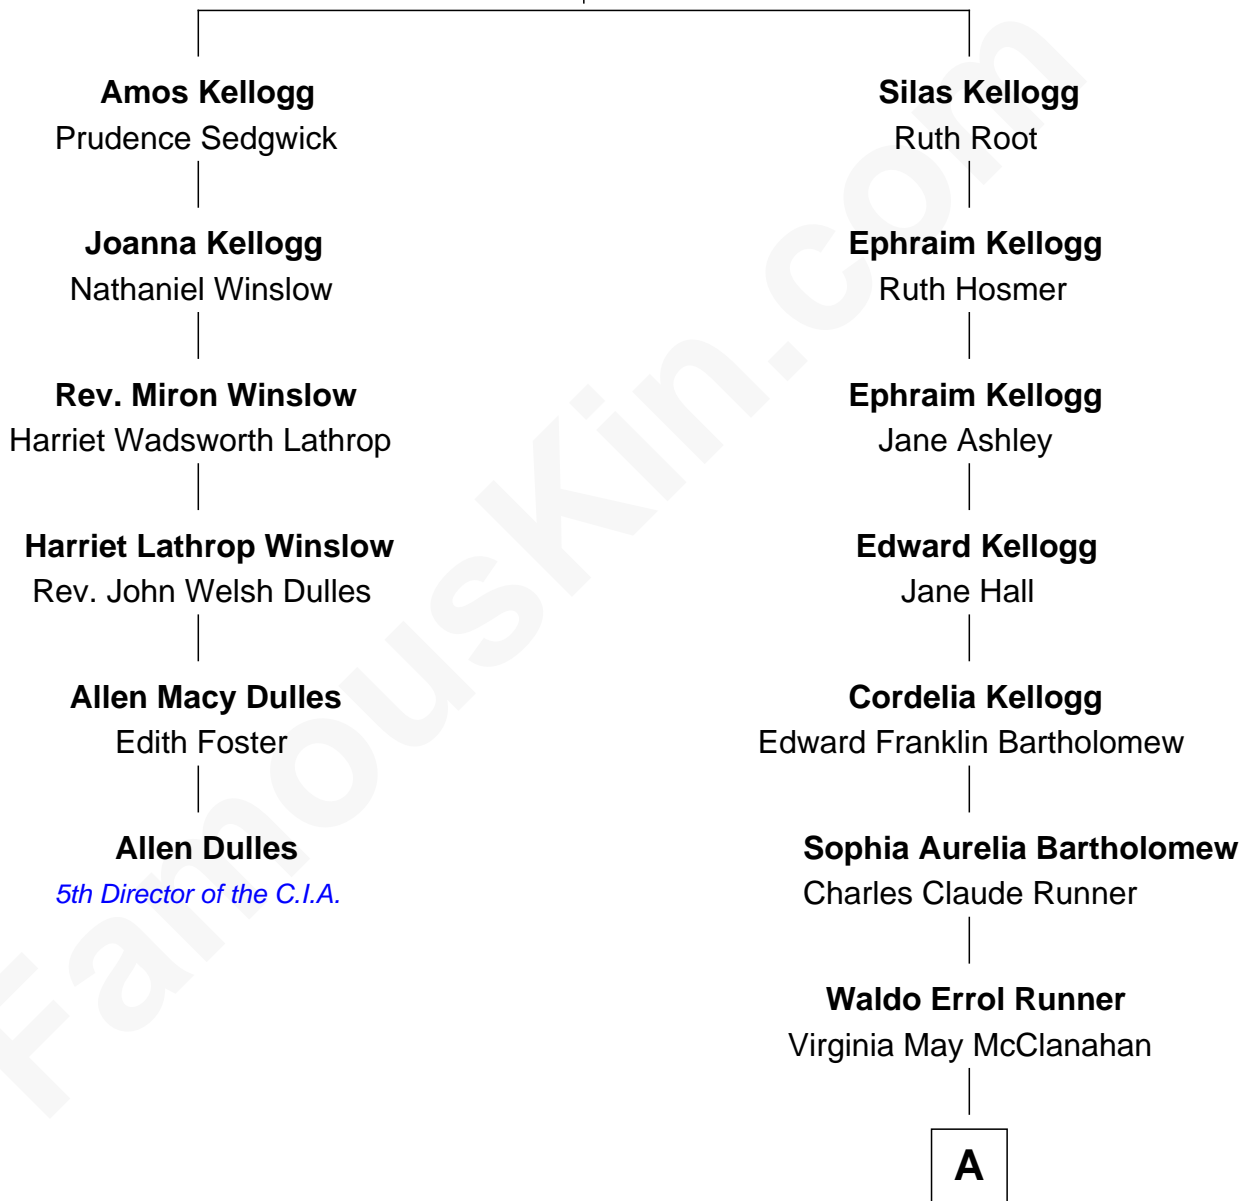 Amos Kellogg
Prudence Sedgwick
Joanna Kellogg
Nathaniel Winslow
Rev. Miron Winslow
Harriet Wadsworth Lathrop
Harriet Lathrop Winslow
Rev. John Welsh Dulles
Allen Macy Dulles
Edith Foster
Allen Dulles
5th Director of the C.I.A.
Silas Kellogg
Ruth Root
Ephraim Kellogg
Ruth Hosmer
Ephraim Kellogg
Jane Ashley
Edward Kellogg
Jane Hall
Cordelia Kellogg
Edward Franklin Bartholomew
Sophia Aurelia Bartholomew
Charles Claude Runner
Waldo Errol Runner
Virginia May McClanahan
A
FamousKin.com